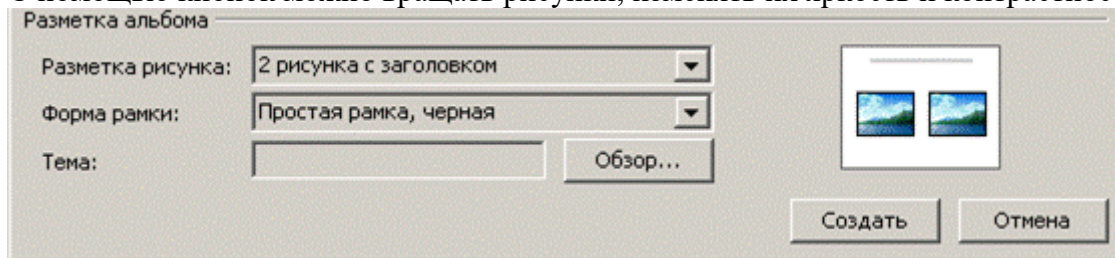 Разметка альбома
Разметка рисунка: 2 рисунка с заголовком
Форма рамки: Простая рамка, черная
Тема: Обзор...
Создать Отмена